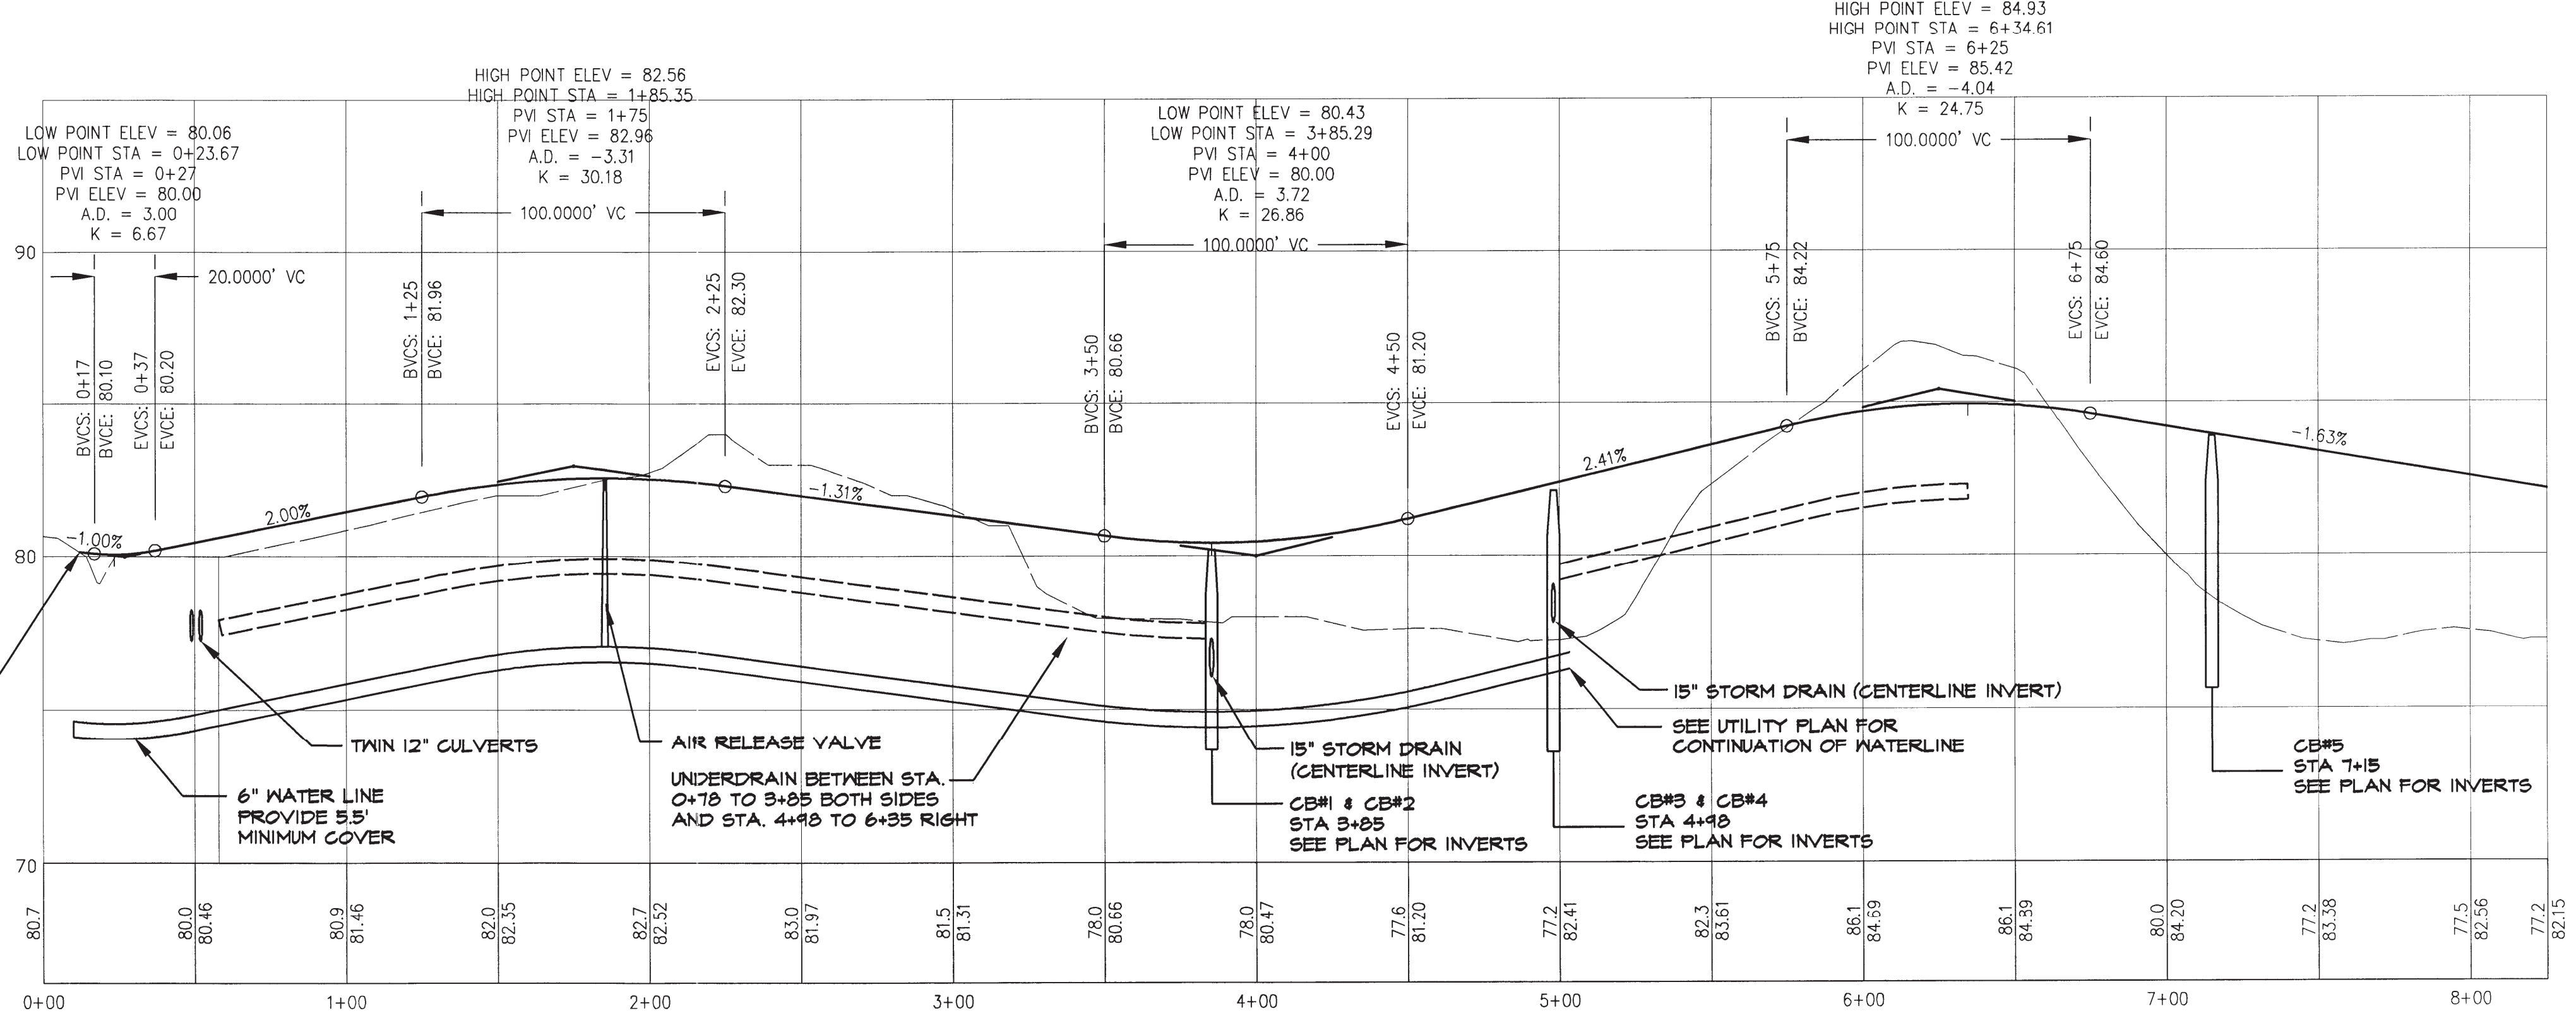 HIGH POINT ELEV = 84.93
HIGH POINT STA = 6+34.61
PVI STA = 6+25
PVI ELEV = 85.42
A.D. = -4.04
K = 24.75
100.0000' VC
HIGH POINT ELEV = 82.56
HIGH POINT STA = 1+85.35
PVI STA = 1+75
PVI ELEV = 82.96
A.D. = -3.31
K = 30.18
100.0000' VC
LOW POINT ELEV = 80.43
LOW POINT STA = 3+85.29
PVI STA = 4+00
PVI ELEV = 80.00
A.D. = 3.72
K = 26.86
100.0000' VC
LOW POINT ELEV = 80.06
LOW POINT STA = 0+23.67
PVI STA = 0+27
PVI ELEV = 80.00
A.D. = 3.00
K = 6.67
20.0000' VC
90
80
70
BVCS: 0+17
BVCE: 80.10
EVCS: 0+37
EVCE: 80.20
BVCS: 1+25
BVCE: 81.96
EVCS: 2+25
EVCE: 82.30
BVCS: 3+50
BVCE: 80.66
EVCS: 4+50
EVCE: 81.20
BVCS: 5+75
BVCE: 84.22
EVCS: 6+75
EVCE: 84.60
-1.00%
2.00%
-1.31%
2.41%
-1.63%
TWIN 12" CULVERTS
6" WATER LINE
PROVIDE 5.5'
MINIMUM COVER
AIR RELEASE VALVE
UNDERDRAIN BETWEEN STA.
0+78 TO 3+85 BOTH SIDES
AND STA. 4+98 TO 6+35 RIGHT
15" STORM DRAIN
(CENTERLINE INVERT)
CB#1 & CB#2
STA 3+85
SEE PLAN FOR INVERTS
15" STORM DRAIN (CENTERLINE INVERT)
SEE UTILITY PLAN FOR
CONTINUATION OF WATERLINE
CB#3 & CB#4
STA 4+98
SEE PLAN FOR INVERTS
CB#5
STA 7+15
SEE PLAN FOR INVERTS
80.7
80.0
80.46
80.9
81.46
82.0
82.35
82.7
82.52
83.0
81.97
81.5
81.31
78.0
80.66
78.0
80.47
77.6
81.20
77.2
82.41
82.3
83.61
86.1
84.69
86.1
84.89
80.0
84.20
77.2
83.38
77.5
82.56
77.2
82.15
0+00
1+00
2+00
3+00
4+00
5+00
6+00
7+00
8+00